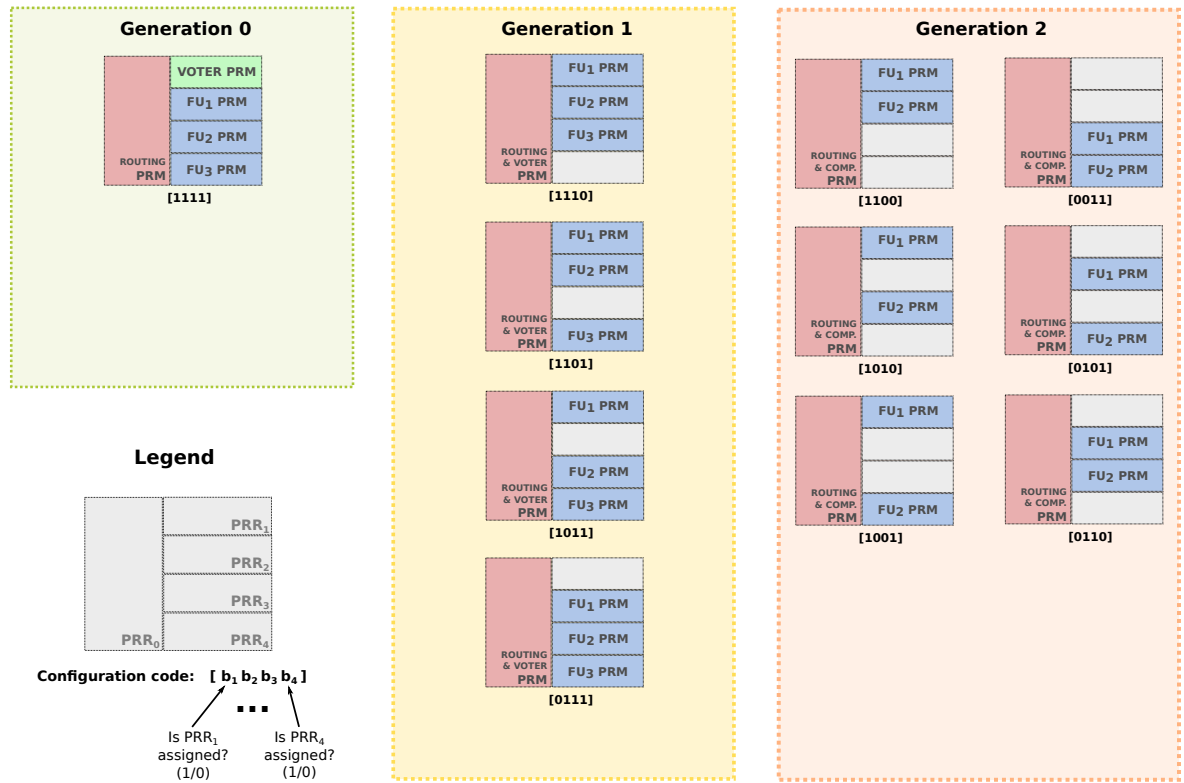 Generation 0
VOTER PRM
FU1 PRM
FU2 PRM
FU3 PRM
ROUTING
PRM
[1111]
Legend
PRR1
PRR2
PRR3
PRR0
PRR4
Configuration code: [ b1 b2 b3 b4 ]
...
Is PRR1
assigned?
(1/0)
Is PRR4
assigned?
(1/0)
Generation 1
FU1 PRM
FU2 PRM
FU3 PRM
ROUTING
& VOTER
PRM
[1110]
FU1 PRM
FU2 PRM
ROUTING
& VOTER
PRM
FU3 PRM
[1101]
FU1 PRM
FU2 PRM
ROUTING
& VOTER
PRM
FU3 PRM
[1011]
FU1 PRM
FU2 PRM
ROUTING
& VOTER
PRM
FU3 PRM
[0111]
Generation 2
FU1 PRM
FU2 PRM
ROUTING
& COMP.
PRM
[1100]
FU1 PRM
ROUTING
& COMP.
PRM
FU2 PRM
[0011]
FU1 PRM
FU2 PRM
ROUTING
& COMP.
PRM
[1010]
FU1 PRM
ROUTING
& COMP.
PRM
FU2 PRM
[0101]
FU1 PRM
ROUTING
& COMP.
PRM
FU2 PRM
[1001]
FU1 PRM
FU2 PRM
ROUTING
& COMP.
PRM
[0110]